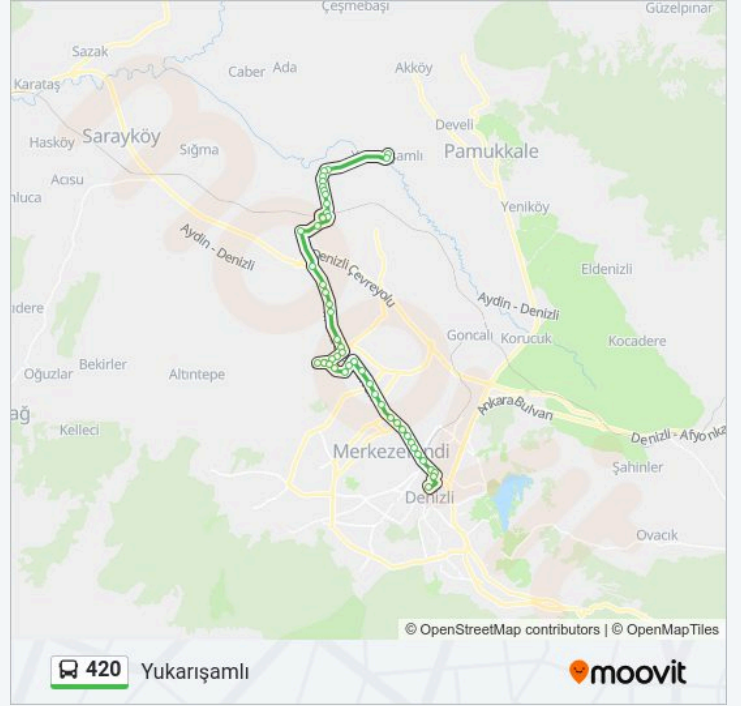 Çeşmebaşı
Güzelpınar
Sazak
Caber
Ada
Akköy
Karataş
Develi
Hasköy
Sarayköy
Sığma
Pamukkale
Acısu
Yeniköy
Aydin - Denizli
Denizli Çevreyolu
Eldenizli
Aydin - Denizli
Goncalı
Korucuk
Kocadere
Bekirler
Oğuzlar
Altıntepe
Ankara Bulvarı
Kelleci
Merkezefendi
Şahinler
Denizli
Ovacık
© OpenStreetMap contributors | © OpenMapTiles
420 Yukarışamlı
moovit